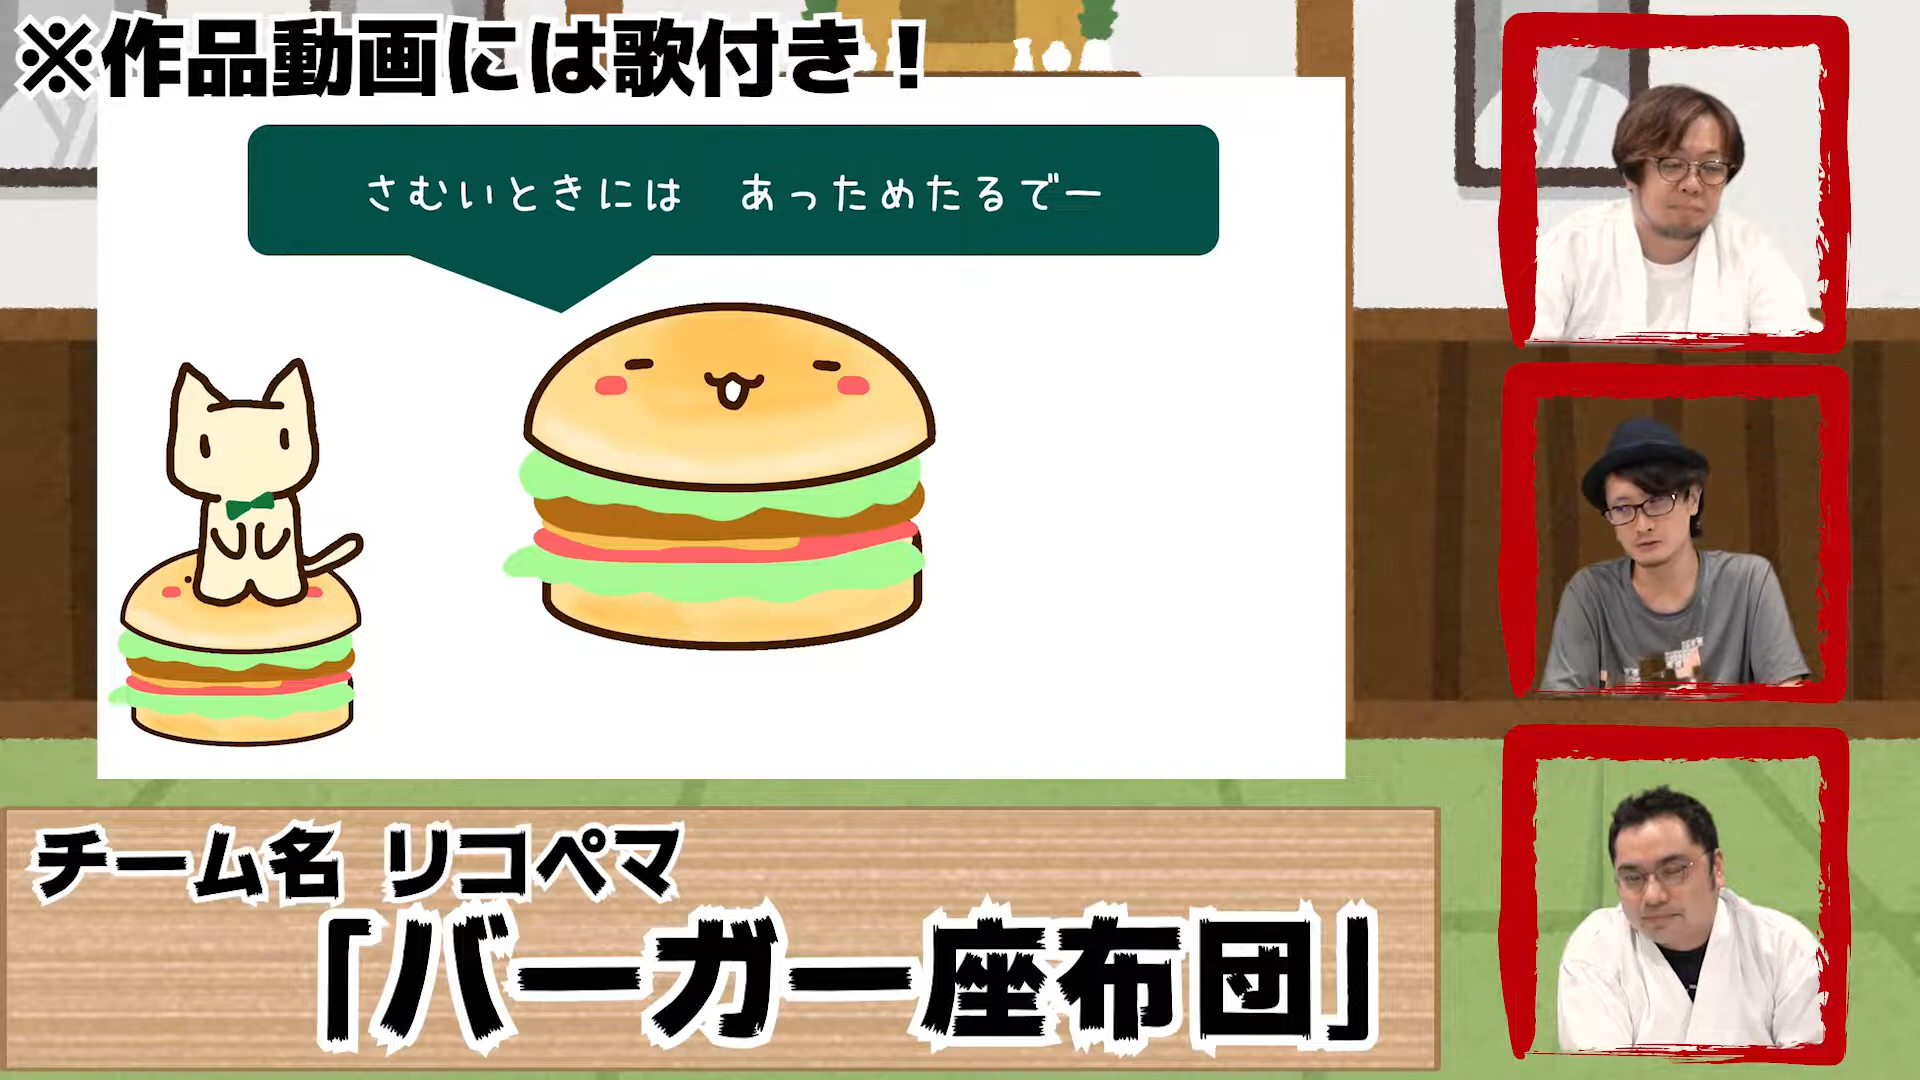 ※作品動画には歌付き！
さむいときには　あっためたるでー
チーム名 リコペマ
「バーガー座布団」